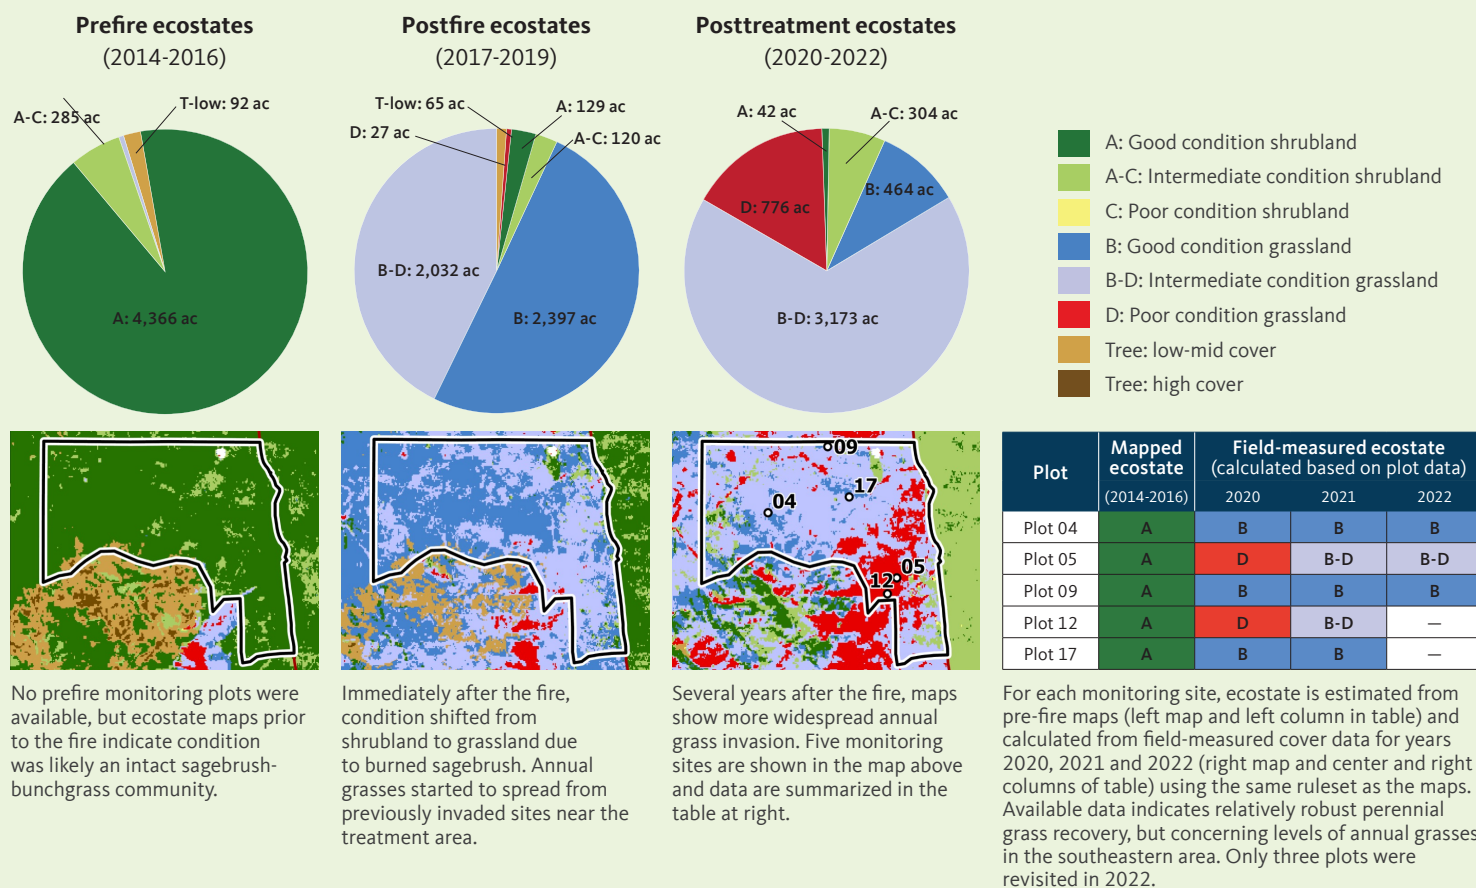 Prefire ecostates
(2014-2016)
A-C: 285 ac
T-low: 92 ac
A: 4,366 ac
Postfire ecostates
(2017-2019)
T-low: 65 ac
A: 129 ac
D: 27 ac
A-C: 120 ac
B-D: 2,032 ac
B: 2,397 ac
Posttreatment ecostates
(2020-2022)
A: 42 ac
A-C: 304 ac
B: 464 ac
D: 776 ac
B-D: 3,173 ac
A: Good condition shrubland
A-C: Intermediate condition shrubland
C: Poor condition shrubland
B: Good condition grassland
B-D: Intermediate condition grassland
D: Poor condition grassland
Tree: low-mid cover
Tree: high cover
09
17
04
05
12
Plot
Mapped
ecostate
(2014-2016)
Field-measured ecostate
(calculated based on plot data)
2020 2021 2022
Plot 04 A B B B
Plot 05 A D B-D B-D
Plot 09 A B B B
Plot 12 A D B-D —
Plot 17 A B B —
No prefire monitoring plots were
available, but ecostate maps prior
to the fire indicate condition
was likely an intact sagebrush-
bunchgrass community.
Immediately after the fire,
condition shifted from
shrubland to grassland due
to burned sagebrush. Annual
grasses started to spread from
previously invaded sites near the
treatment area.
Several years after the fire, maps
show more widespread annual
grass invasion. Five monitoring
sites are shown in the map above
and data are summarized in the
table at right.
For each monitoring site, ecostate is estimated from
pre-fire maps (left map and left column in table) and
calculated from field-measured cover data for years
2020, 2021 and 2022 (right map and center and right
columns of table) using the same ruleset as the maps.
Available data indicates relatively robust perennial
grass recovery, but concerning levels of annual grasses
in the southeastern area. Only three plots were
revisited in 2022.